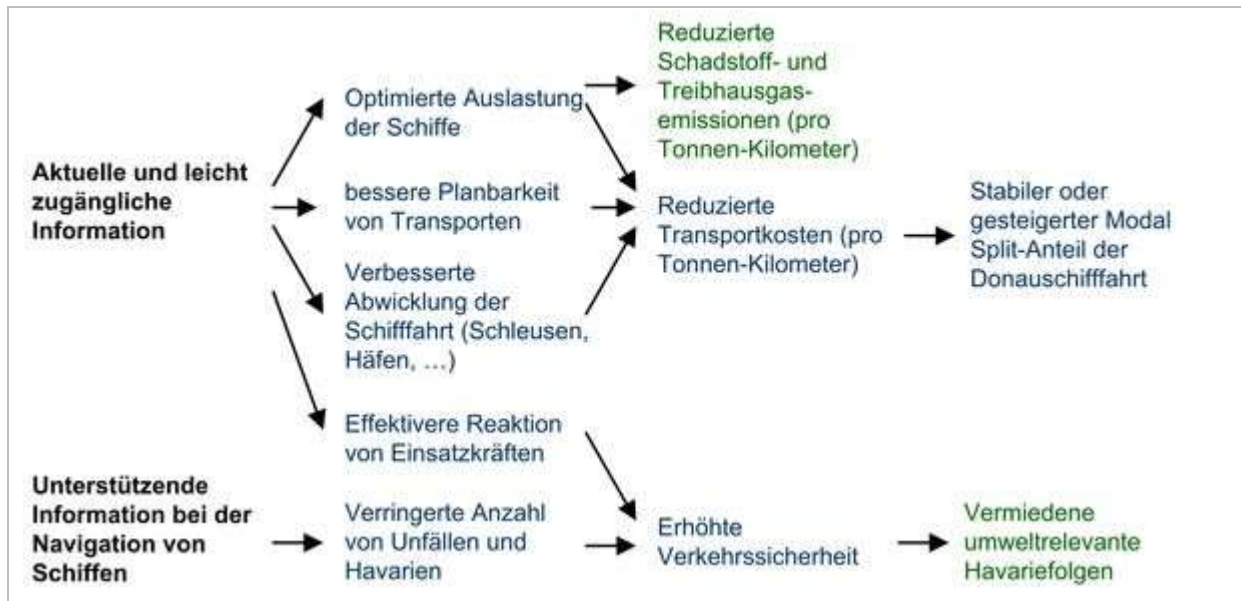 Aktuelle und leicht
zugängliche
Information
Unterstützende
Information bei der
Navigation von
Schiffen
Optimierte Auslastung
der Schiffe
bessere Planbarkeit
von Transporten
Verbesserte
Abwicklung der
Schifffahrt (Schleusen,
Häfen, …)
Effektivere Reaktion
von Einsatzkräften
Verringerte Anzahl
von Unfällen und
Havarien
Reduzierte
Schadstoff- und
Treibhausgas-
emissionen (pro
Tonnen-Kilometer)
Reduzierte
Transportkosten (pro
Tonnen-Kilometer)
Erhöhte
Verkehrssicherheit
Stabiler oder
gesteigerter Modal
Split-Anteil der
Donauschifffahrt
Vermiedene
umweltrelevante
Havariefolgen